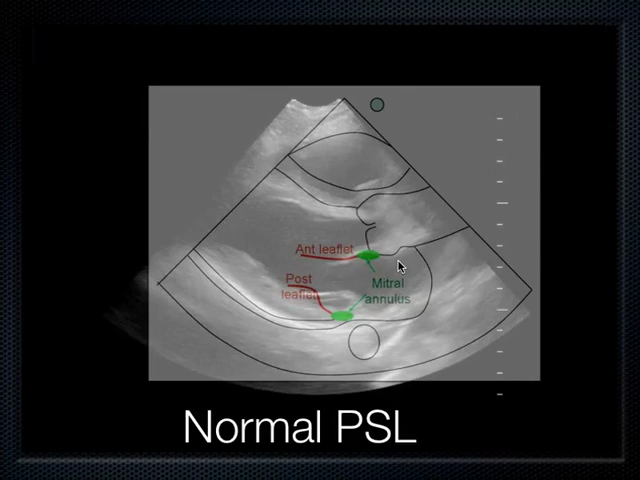 Ant leaflet
Post
leaflet
Mitral
annulus
Normal PSL